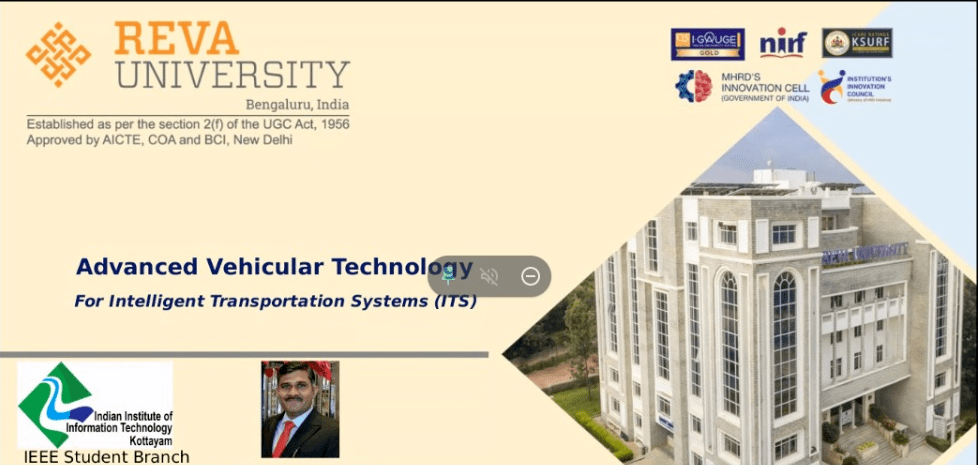 REVA
UNIVERSITY
Bengaluru, India
Established as per the section 2(f) of the UGC Act, 1956
Approved by AICTE, COA and BCI, New Delhi
I·GAUGE
GOLD
nirf
KSURF
MHRD'S
INNOVATION CELL
(GOVERNMENT OF INDIA)
INSTITUTION'S
INNOVATION
COUNCIL
Advanced Vehicular Technology
For Intelligent Transportation Systems (ITS)
REVA UNIVERSITY
Indian Institute of
Information Technology
Kottayam
IEEE Student Branch